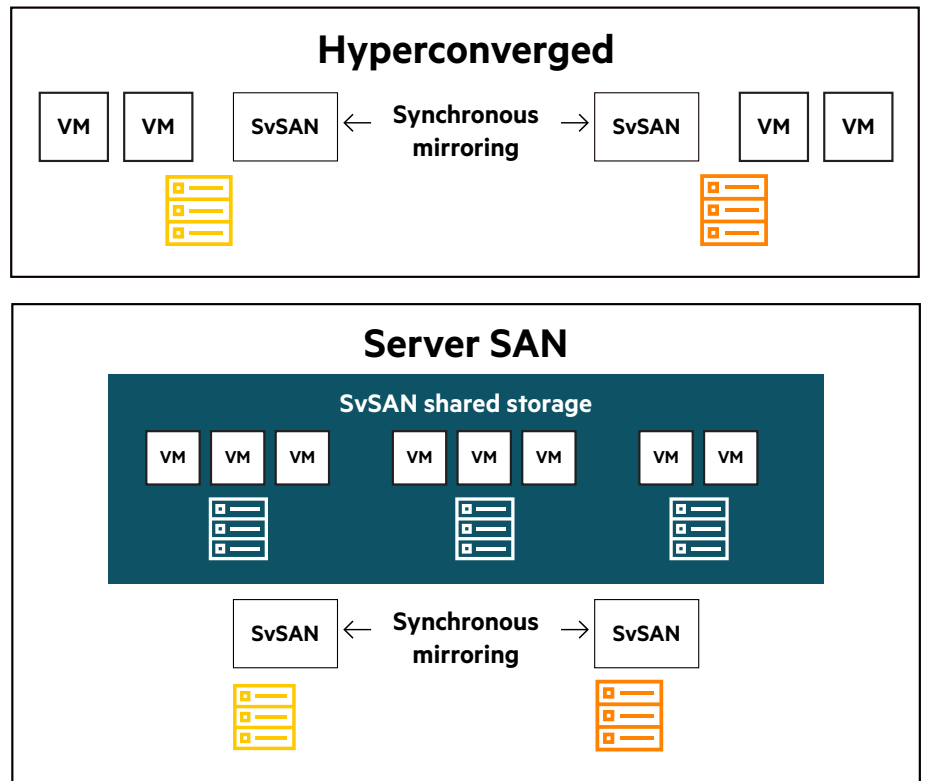 Hyperconverged
VM VM SvSAN Synchronous mirroring SvSAN VM VM
Server SAN
SvSAN shared storage
VM VM VM VM VM VM VM VM
SvSAN Synchronous mirroring SvSAN